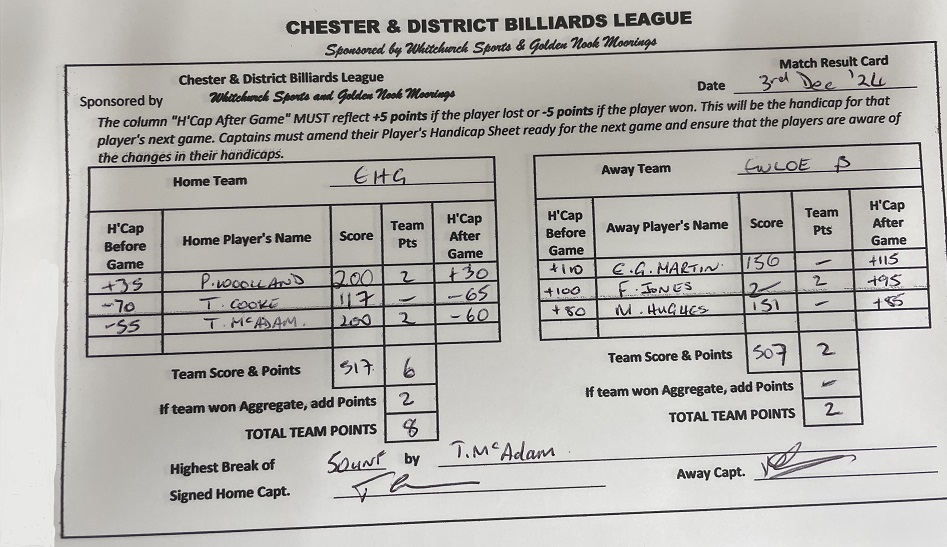 CHESTER & DISTRICT BILLIARDS LEAGUE
Sponsored by Whitchurch Sports & Golden Nook Moorings
Match Result Card
Chester & District Billiards League
Date 3rd Dec '24
Sponsored by Whitchurch Sports and Golden Nook Moorings
The column "H'Cap After Game" MUST reflect +5 points if the player lost or -5 points if the player won. This will be the handicap for that
player's next game. Captains must amend their Player's Handicap Sheet ready for the next game and ensure that the players are aware of
the changes in their handicaps.
Home Team EHG
H'Cap Before Game Home Player's Name Score Team Pts H'Cap After Game
+35 P. WOOLLAND 200 2 +30
-70 T. COOKE 117 - -65
-55 T. McADAM. 200 2 -60
Team Score & Points 517 6
If team won Aggregate, add Points 2
TOTAL TEAM POINTS 8
Away Team EWLOE B
H'Cap Before Game Away Player's Name Score Team Pts H'Cap After Game
+110 E.G. MARTIN. 156 - +115
+100 F. JONES 2 +95
+80 M. HUGHES 151 - +85
Team Score & Points 507 2
If team won Aggregate, add Points -
TOTAL TEAM POINTS 2
Highest Break of by T. McAdam
Signed Home Capt.
Away Capt.